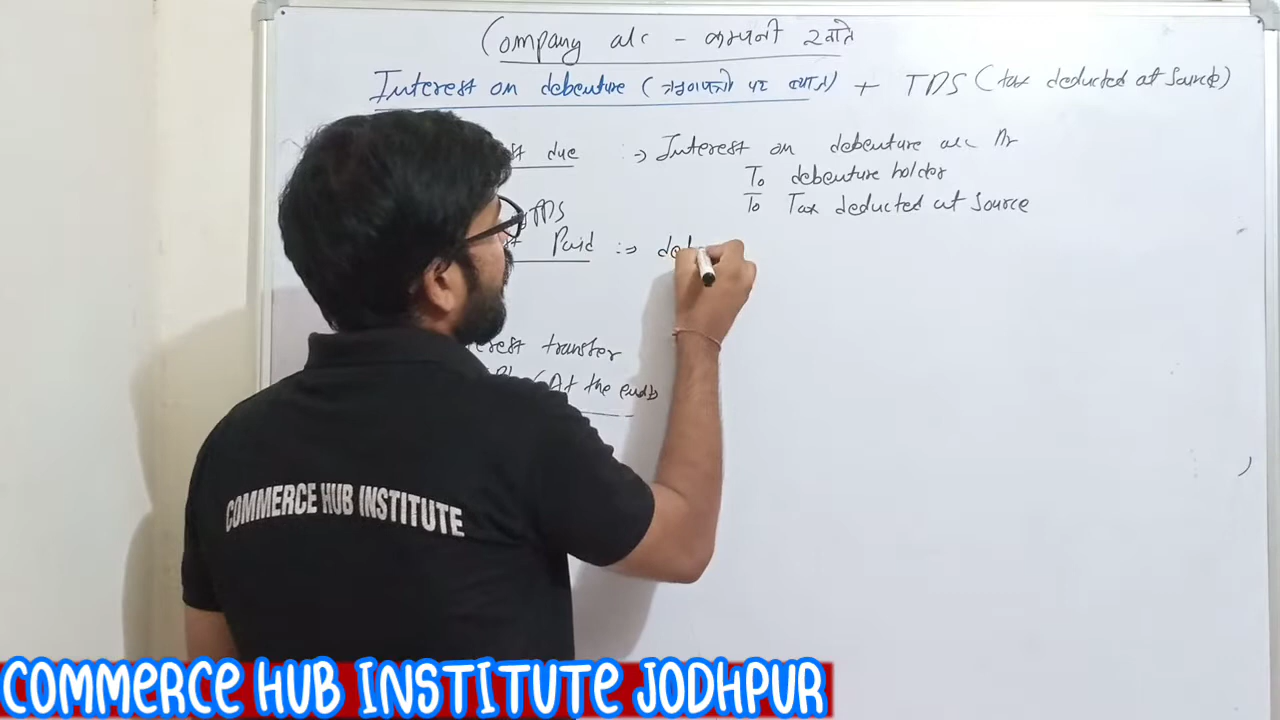 Company a/c - कम्पनी खाते
Interest on debenture (ऋणपत्रो पर ब्याज) + TDS (tax deducted at source)
due :→ Interest on debenture a/c Dr
To debenture holder
To Tax deducted at source
TDS
Paid :→ deb
transfer
(At the end)
COMMERCE HUB INSTITUTE
COMMERCE HUB INSTITUTE JODHPUR